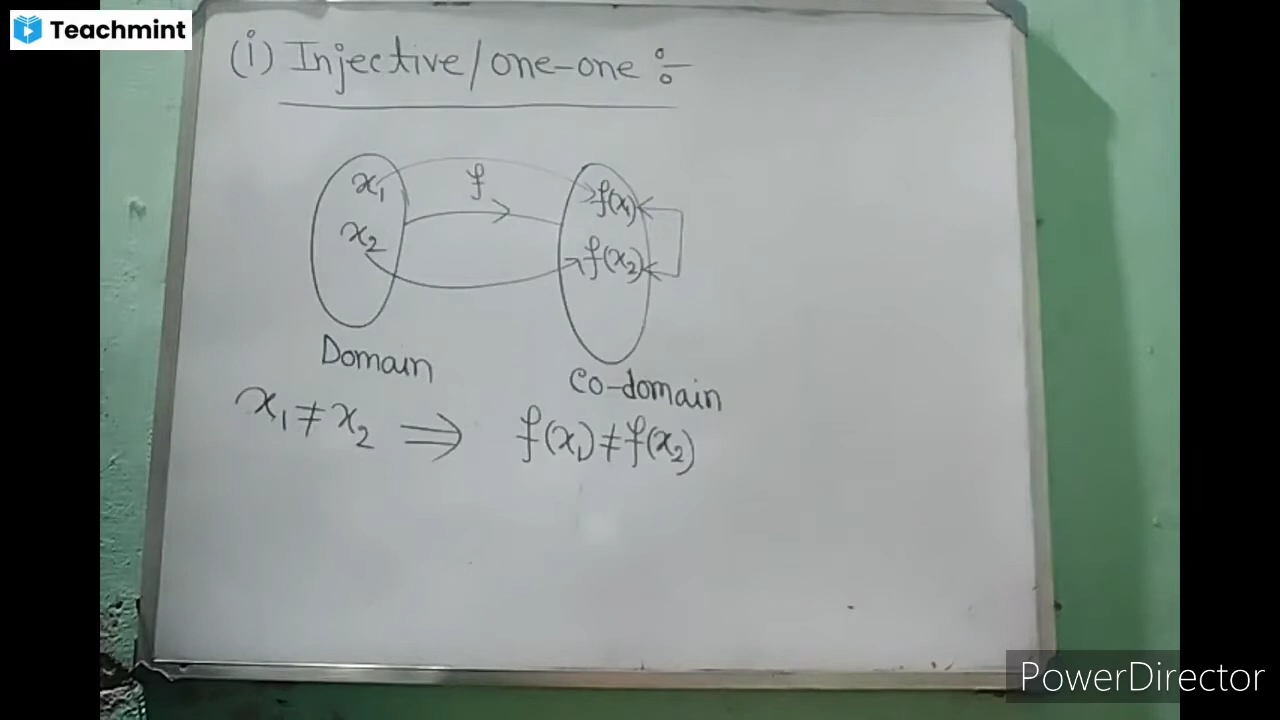 Teachmint
(i) Injective/one-one :-
x₁ f f(x₁)
x₂ f(x₂)
Domain
Co-domain
x₁ ≠ x₂ ⇒ f(x₁) ≠ f(x₂)
PowerDirector